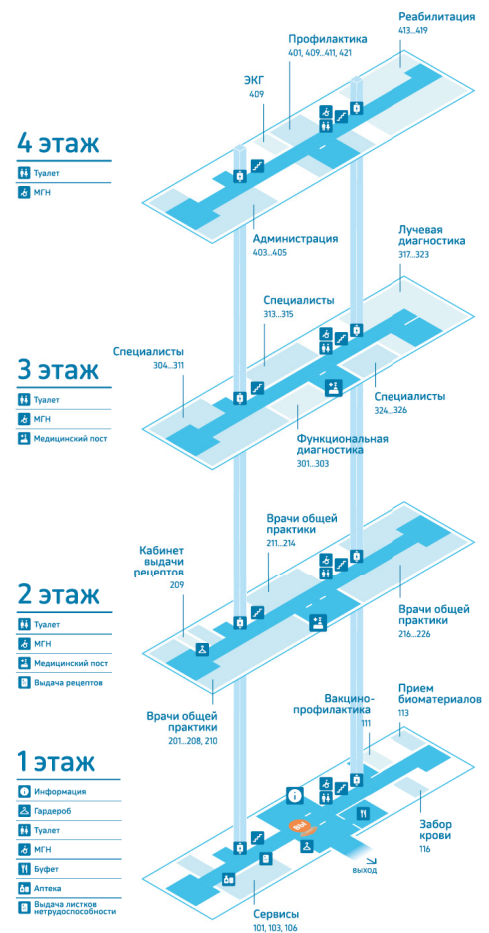 Реабилитация
413...419
Профилактика
401, 409...411, 421
ЭКГ
409
4 этаж
Туалет
МГН
Администрация
403...405
Лучевая
диагностика
317...323
Специалисты
313...315
Специалисты
304...311
3 этаж
Туалет
МГН
Медицинский пост
Специалисты
324...326
Функциональная
диагностика
301...303
Врачи общей
практики
211...214
Кабинет
выдачи
рецептов
209
2 этаж
Туалет
МГН
Медицинский пост
Выдача рецептов
Врачи общей
практики
216...226
Врачи общей
практики
201...208, 210
Вакцино-
профилактика
111
Прием
биоматериалов
113
1 этаж
Информация
Гардероб
Туалет
МГН
Буфет
Аптека
Выдача листков
нетрудоспособности
Забор
крови
116
выход
Сервисы
101, 103, 106